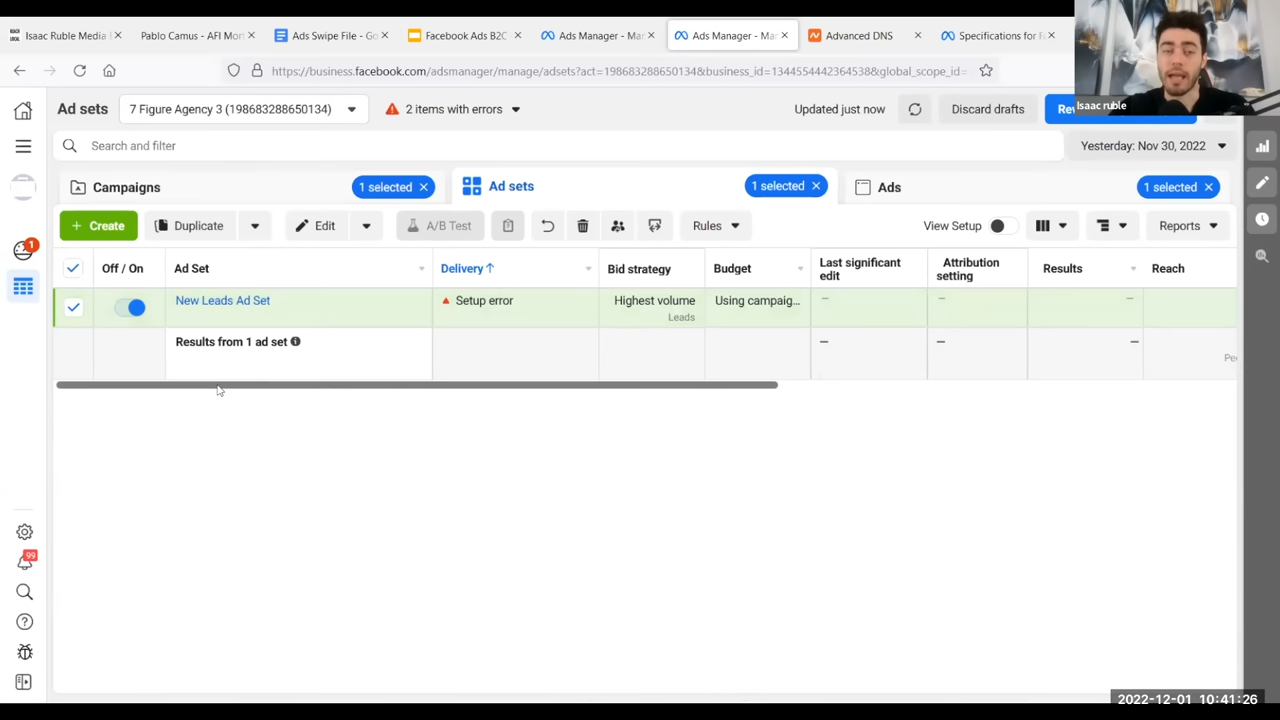 Isaac Ruble Media
Pablo Camus - AFI Mor
Ads Swipe File - Go
Facebook Ads B2C
Ads Manager - Ma
Ads Manager - Ma
Advanced DNS
Specifications for F
https://business.facebook.com/adsmanager/manage/adsets?act=198683288650134&business_id=1344554442364538&global_scope_id=
Isaac ruble
Ad sets
7 Figure Agency 3 (198683288650134)
2 items with errors
Updated just now
Discard drafts
Search and filter
Yesterday: Nov 30, 2022
Campaigns
1 selected
Ad sets
1 selected
Ads
1 selected
+ Create
Duplicate
Edit
A/B Test
Rules
View Setup
Reports
Off / On
Ad Set
Delivery ↑
Bid strategy
Budget
Last significant
edit
Attribution
setting
Results
Reach
New Leads Ad Set
Setup error
Highest volume
Leads
Using campaig...
–
–
–
Results from 1 ad set
–
–
–
1
99
2022-12-01 10:41:26